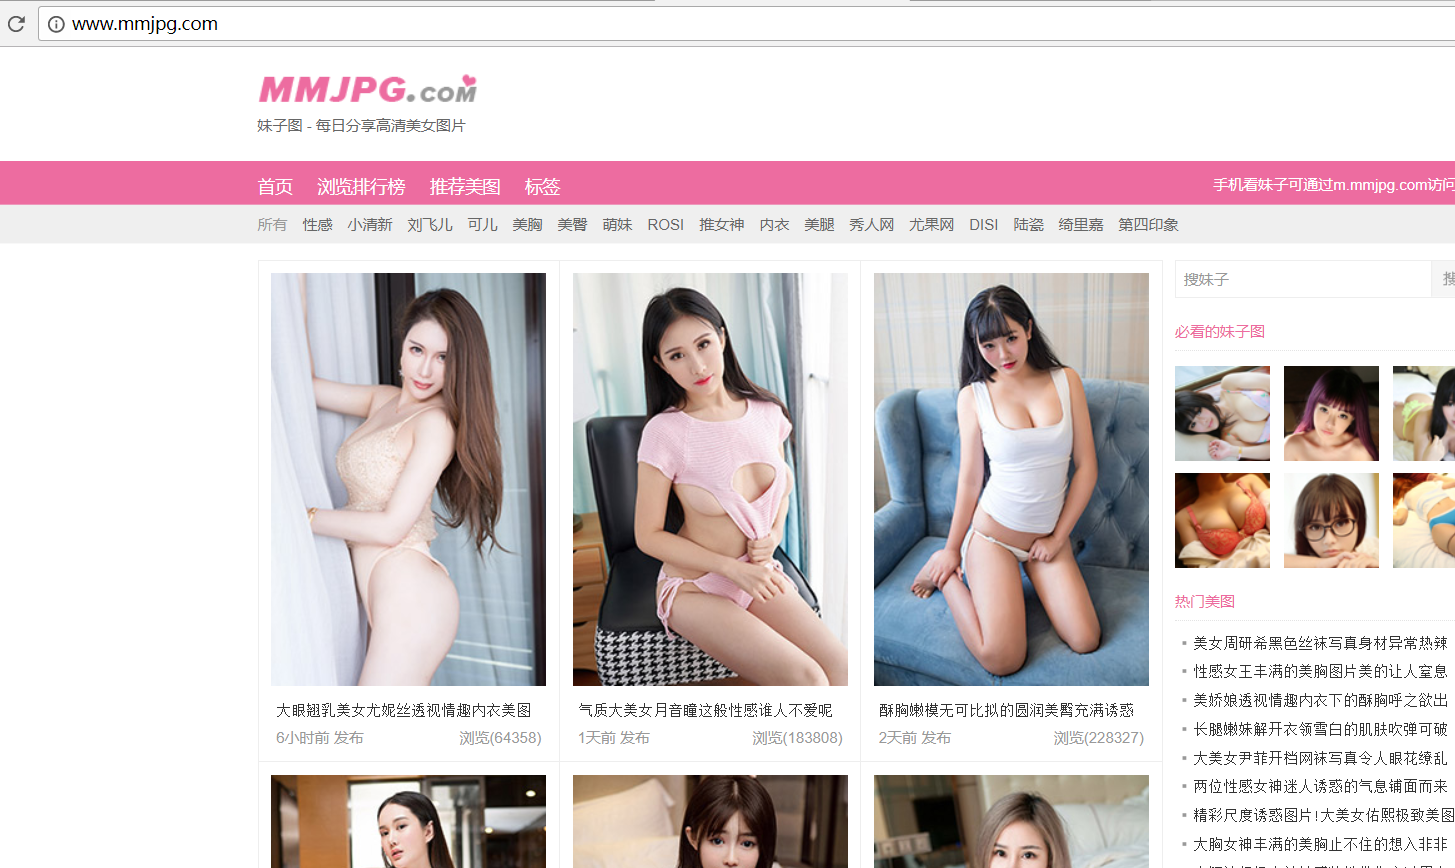 www.mmjpg.com
MMJPG.COM
妹子图 - 每日分享高清美女图片
首页 浏览排行榜 推荐美图 标签
手机看妹子可通过m.mmjpg.com访问
所有 性感 小清新 刘飞儿 可儿 美胸 美臀 萌妹 ROSI 推女神 内衣 美腿 秀人网 尤果网 DISI 陆瓷 绮里嘉 第四印象
搜妹子
必看的妹子图
大眼翘乳美女尤妮丝透视情趣内衣美图
6小时前 发布 浏览(64358)
气质大美女月音瞳这般性感谁人不爱呢
1天前 发布 浏览(183808)
酥胸嫩模无可比拟的圆润美臀充满诱惑
2天前 发布 浏览(228327)
热门美图
美女周研希黑色丝袜写真身材异常热辣
性感女王丰满的美胸图片美的让人窒息
美娇娘透视情趣内衣下的酥胸呼之欲出
长腿嫩妹解开衣领雪白的肌肤吹弹可破
大美女尹菲开档网袜写真令人眼花缭乱
两位性感女神迷人诱惑的气息铺面而来
精彩尺度诱惑图片!大美女佑熙极致美图
大胸女神丰满的美胸止不住的想入非非